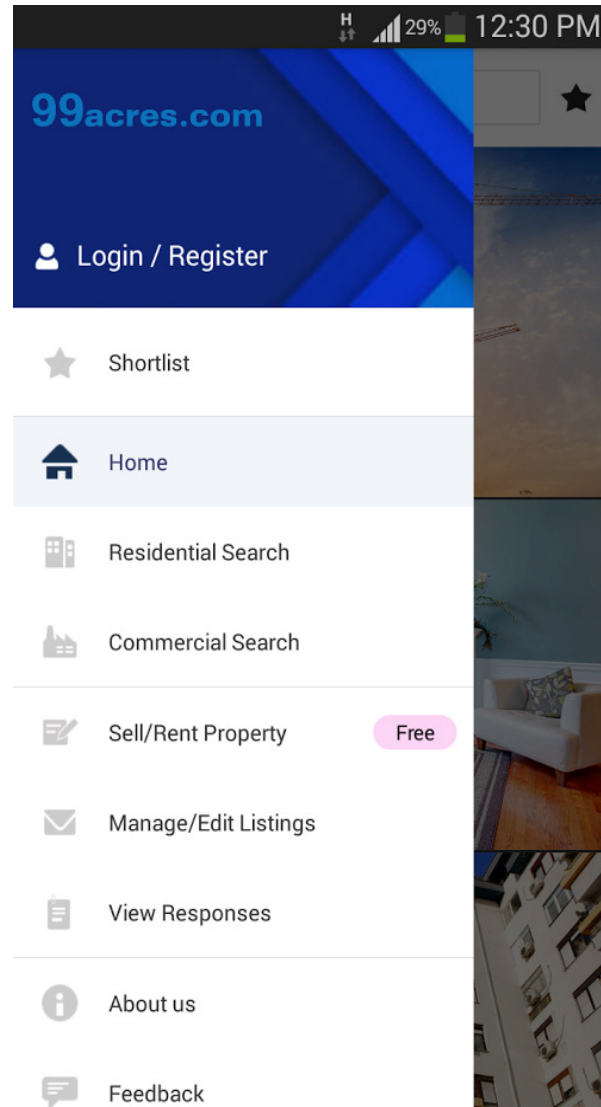 H 29% 12:30 PM
99acres.com
Login / Register
Shortlist
Home
Residential Search
Commercial Search
Sell/Rent Property Free
Manage/Edit Listings
View Responses
About us
Feedback